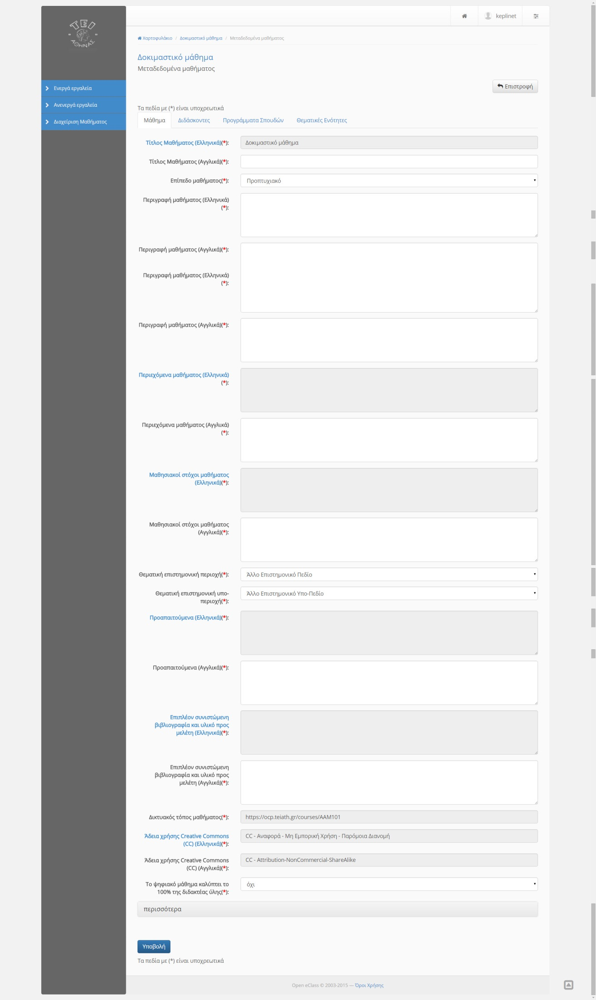 ΤΕΙ
ΑΘΗΝΑΣ
keplinet
Χαρτοφυλάκιο / Δοκιμαστικό μάθημα / Μεταδεδομένα μαθήματος
Δοκιμαστικό μάθημα
Μεταδεδομένα μαθήματος
Επιστροφή
Ενεργά εργαλεία
Ανενεργά εργαλεία
Διαχείριση Μαθήματος
Τα πεδία με (*) είναι υποχρεωτικά
Μάθημα Διδάσκοντες Προγράμματα Σπουδών Θεματικές Ενότητες
Τίτλος Μαθήματος (Ελληνικά)(*): Δοκιμαστικό μάθημα
Τίτλος Μαθήματος (Αγγλικά)(*):
Επίπεδο μαθήματος(*): Προπτυχιακό
Περιγραφή μαθήματος (Ελληνικά)
(*):
Περιγραφή μαθήματος (Αγγλικά)(*):
Περιγραφή μαθήματος (Ελληνικά)
(*):
Περιγραφή μαθήματος (Αγγλικά)(*):
Περιεχόμενα μαθήματος (Ελληνικά)
(*):
Περιεχόμενα μαθήματος (Αγγλικά)
(*):
Μαθησιακοί στόχοι μαθήματος
(Ελληνικά)(*):
Μαθησιακοί στόχοι μαθήματος
(Αγγλικά)(*):
Θεματική επιστημονική περιοχή(*): Άλλο Επιστημονικό Πεδίο
Θεματική επιστημονική υπο- Άλλο Επιστημονικό Υπο-Πεδίο
περιοχή(*):
Προαπαιτούμενα (Ελληνικά)(*):
Προαπαιτούμενα (Αγγλικά)(*):
Επιπλέον συνιστώμενη
βιβλιογραφία και υλικό προς
μελέτη (Ελληνικά)(*):
Επιπλέον συνιστώμενη
βιβλιογραφία και υλικό προς
μελέτη (Αγγλικά)(*):
Δικτυακός τόπος μαθήματος(*): https://ocp.teiath.gr/courses/AAM101
Άδεια χρήσης Creative Commons CC - Αναφορά - Μη Εμπορική Χρήση - Παρόμοια Διανομή
(CC) (Ελληνικά)(*):
Άδεια χρήσης Creative Commons CC - Attribution-NonCommercial-ShareAlike
(CC) (Αγγλικά)(*):
Το ψηφιακό μάθημα καλύπτει το όχι
100% της διδακτέας ύλης(*):
περισσότερα
Υποβολή
Τα πεδία με (*) είναι υποχρεωτικά
Open eClass © 2003-2015 — Όροι Χρήσης